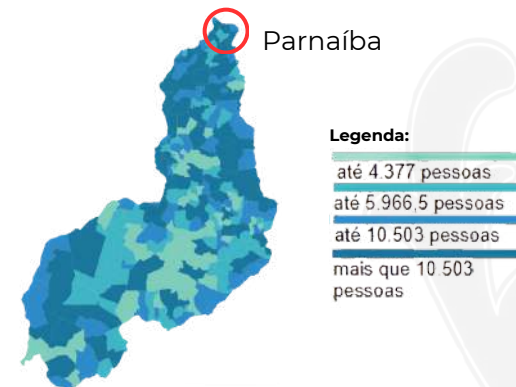 Parnaíba
Legenda:
até 4.377 pessoas
até 5.966,5 pessoas
até 10.503 pessoas
mais que 10.503
pessoas